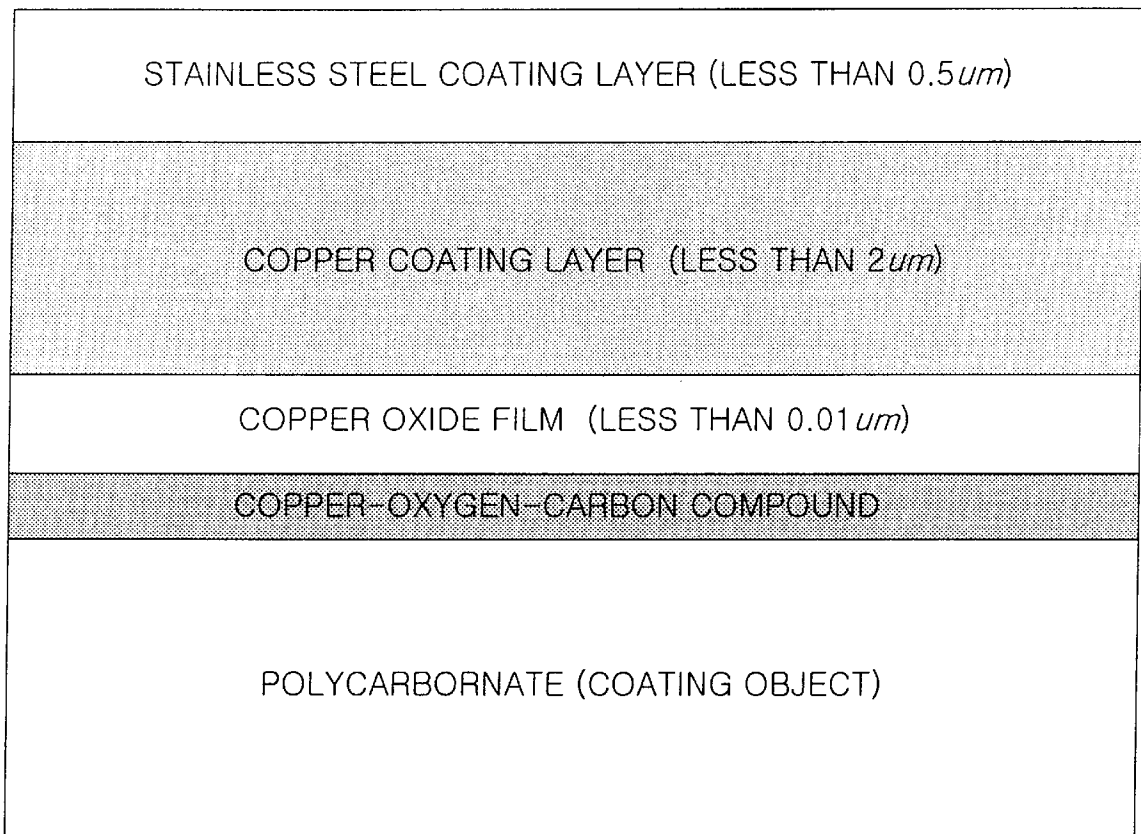 STAINLESS STEEL COATING LAYER (LESS THAN 0.5um)
COPPER COATING LAYER (LESS THAN 2um)
COPPER OXIDE FILM (LESS THAN 0.01um)
COPPER-OXYGEN-CARBON COMPOUND
POLYCARBORNATE (COATING OBJECT)